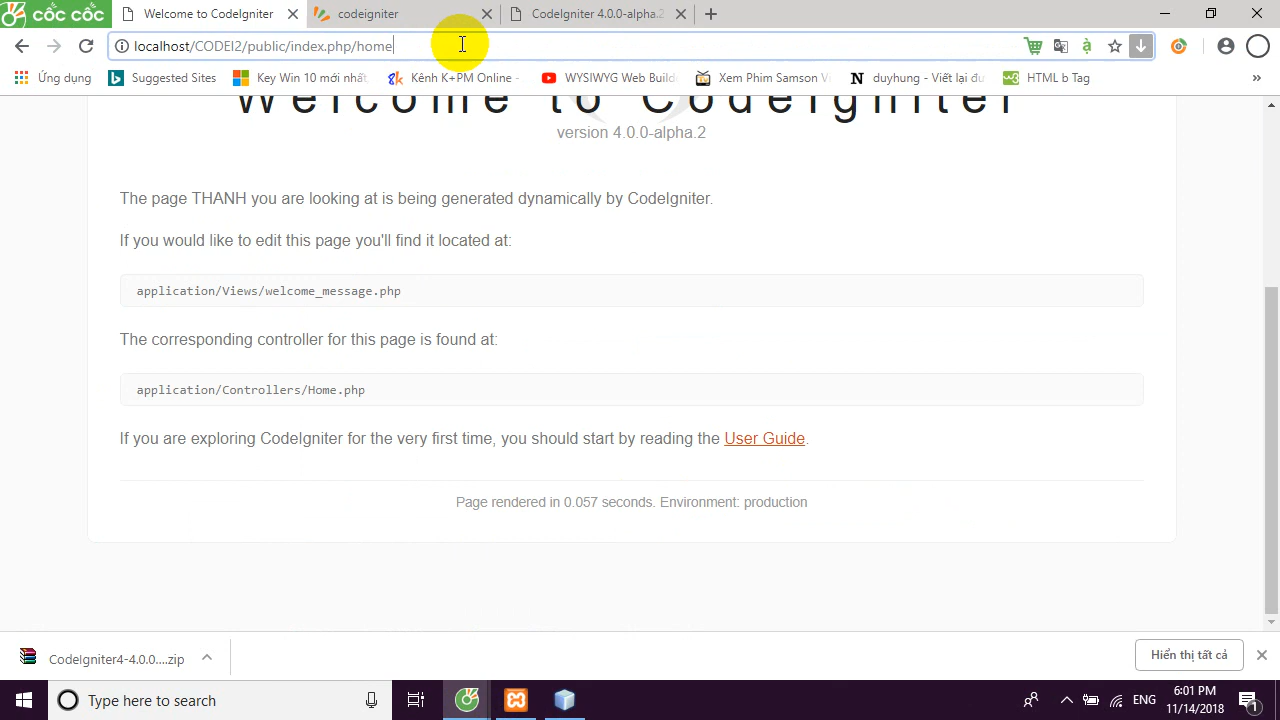 cốc cốc
Welcome to CodeIgniter
codeigniter
CodeIgniter 4.0.0-alpha.2
localhost/CODEI2/public/index.php/home
Ứng dụng
Suggested Sites
Key Win 10 mới nhất
Kênh K+PM Online -
WYSIWYG Web Build
Xem Phim Samson V
duyhung - Viết lại đư
HTML b Tag
Welcome to CodeIgniter
version 4.0.0-alpha.2
The page THANH you are looking at is being generated dynamically by CodeIgniter.
If you would like to edit this page you'll find it located at:
application/Views/welcome_message.php
The corresponding controller for this page is found at:
application/Controllers/Home.php
If you are exploring CodeIgniter for the very first time, you should start by reading the User Guide.
Page rendered in 0.057 seconds. Environment: production
CodeIgniter4-4.0.0....zip
Hiển thị tất cả
Type here to search
ENG
6:01 PM
11/14/2018
1